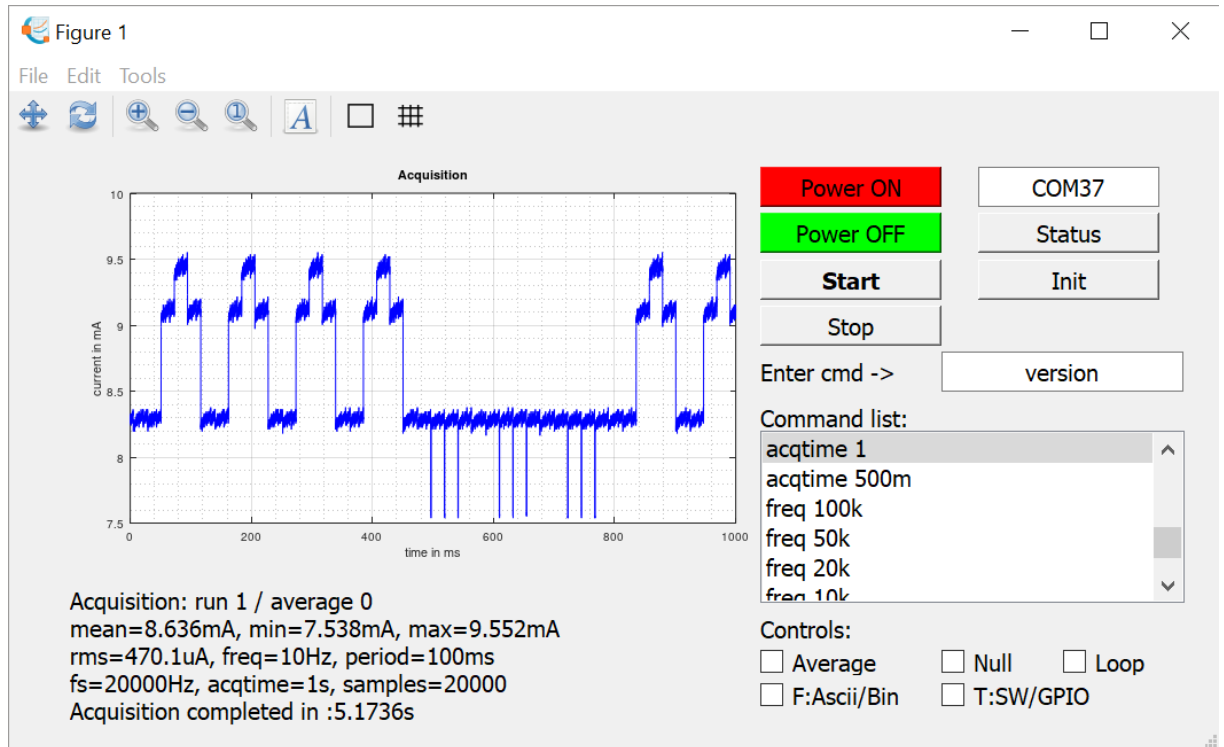 Figure 1
File Edit Tools
A
Acquisition
10
9.5
9
8.5
8
7.5
current in mA
0 200 400 600 800 1000
time in ms
Power ON COM37
Power OFF Status
Start Init
Stop
Enter cmd -> version
Command list:
acqtime 1
acqtime 500m
freq 100k
freq 50k
freq 20k
freq 10k
Acquisition: run 1 / average 0
mean=8.636mA, min=7.538mA, max=9.552mA
rms=470.1uA, freq=10Hz, period=100ms
fs=20000Hz, acqtime=1s, samples=20000
Acquisition completed in :5.1736s
Controls:
Average Null Loop
F:Ascii/Bin T:SW/GPIO